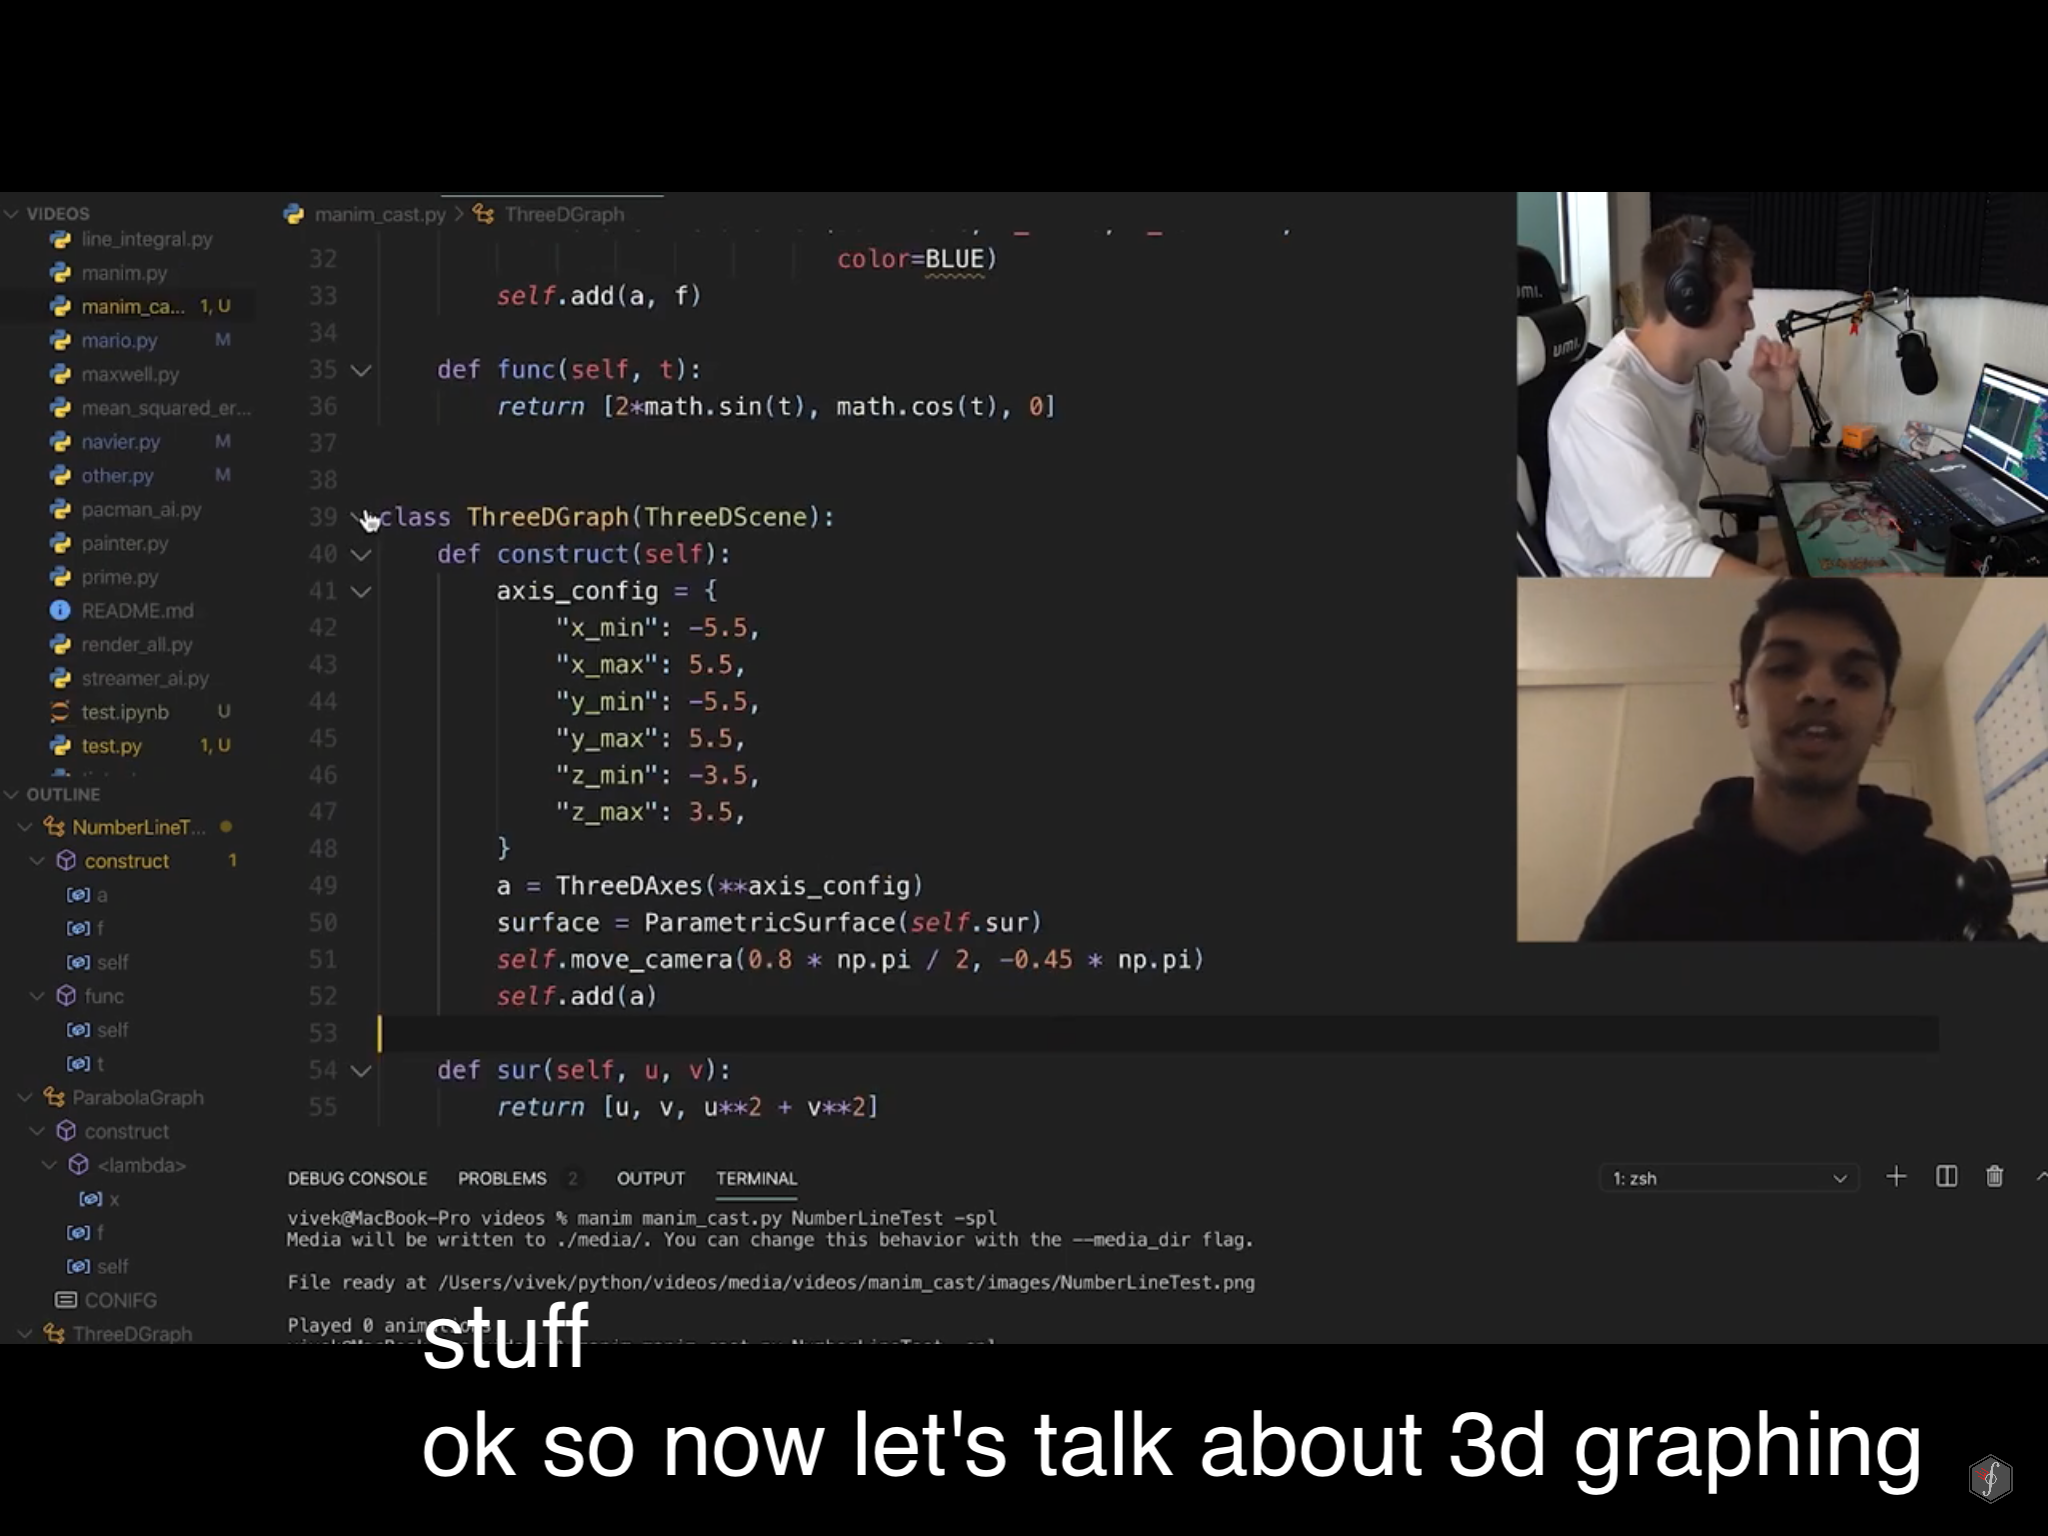 VIDEOS
line_integral.py
manim.py
manim_ca... 1, U
mario.py M
maxwell.py
mean_squared_er...
navier.py M
other.py M
pacman_ai.py
painter.py
prime.py
README.md
render_all.py
streamer_ai.py
test.ipynb U
test.py 1, U
OUTLINE
NumberLineT...
construct 1
a
f
self
func
self
t
ParabolaGraph
construct
<lambda>
x
f
self
CONIFG
ThreeDGraph
manim_cast.py > ThreeDGraph
32 color=BLUE)
33 self.add(a, f)
34
35 def func(self, t):
36 return [2*math.sin(t), math.cos(t), 0]
37
38
39 class ThreeDGraph(ThreeDScene):
40 def construct(self):
41 axis_config = {
42 "x_min": -5.5,
43 "x_max": 5.5,
44 "y_min": -5.5,
45 "y_max": 5.5,
46 "z_min": -3.5,
47 "z_max": 3.5,
48 }
49 a = ThreeDAxes(**axis_config)
50 surface = ParametricSurface(self.sur)
51 self.move_camera(0.8 * np.pi / 2, -0.45 * np.pi)
52 self.add(a)
53
54 def sur(self, u, v):
55 return [u, v, u**2 + v**2]
DEBUG CONSOLE PROBLEMS 2 OUTPUT TERMINAL 1: zsh
vivek@MacBook-Pro videos % manim manim_cast.py NumberLineTest -spl
Media will be written to ./media/. You can change this behavior with the --media_dir flag.
File ready at /Users/vivek/python/videos/media/videos/manim_cast/images/NumberLineTest.png
Played 0
umi.
stuff
ok so now let's talk about 3d graphing